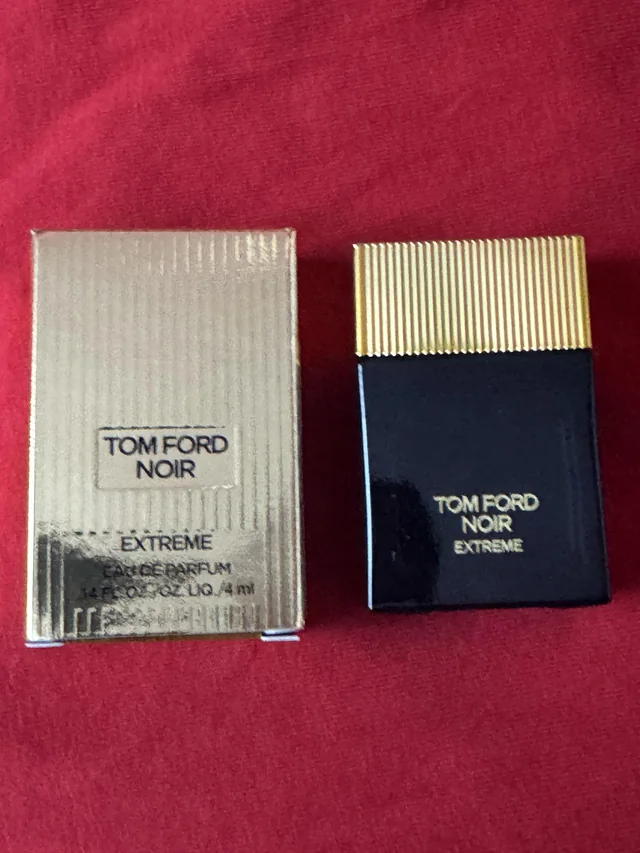 TOM FORD
NOIR
EXTREME
EAU DE PARFUM
.14 FL.OZ./OZ. LIQ./4 ml
TOM FORD
NOIR
EXTREME